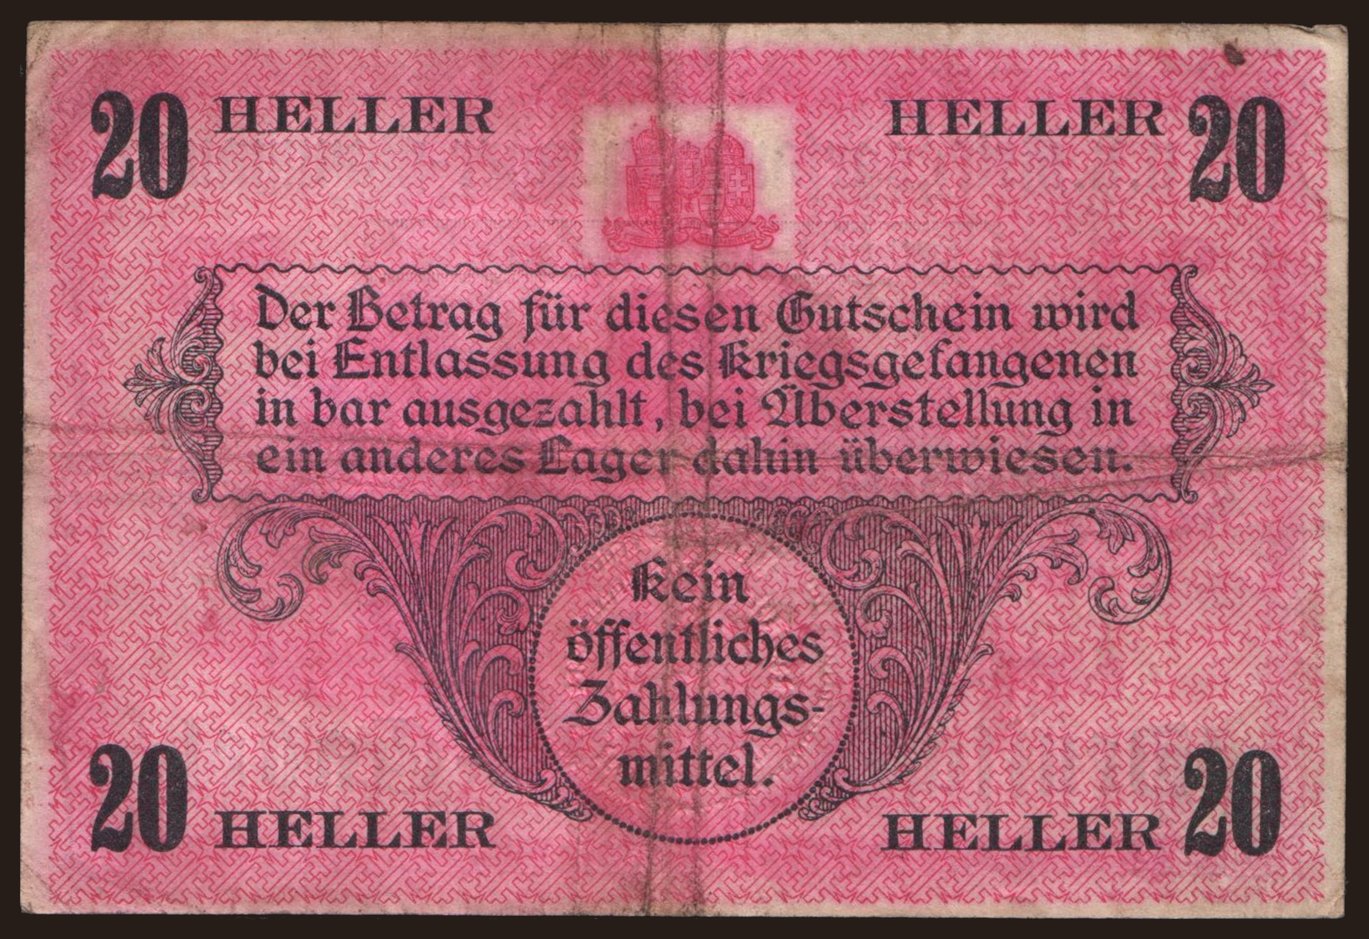 20 HELLER HELLER 20
Der Betrag für diesen Gutschein wird
bei Entlassung des Kriegsgefangenen
in bar ausgezahlt, bei Überstellung in
ein anderes Lager dahin überwiesen.
Kein
öffentliches
Zahlungs-
mittel.
20 HELLER HELLER 20